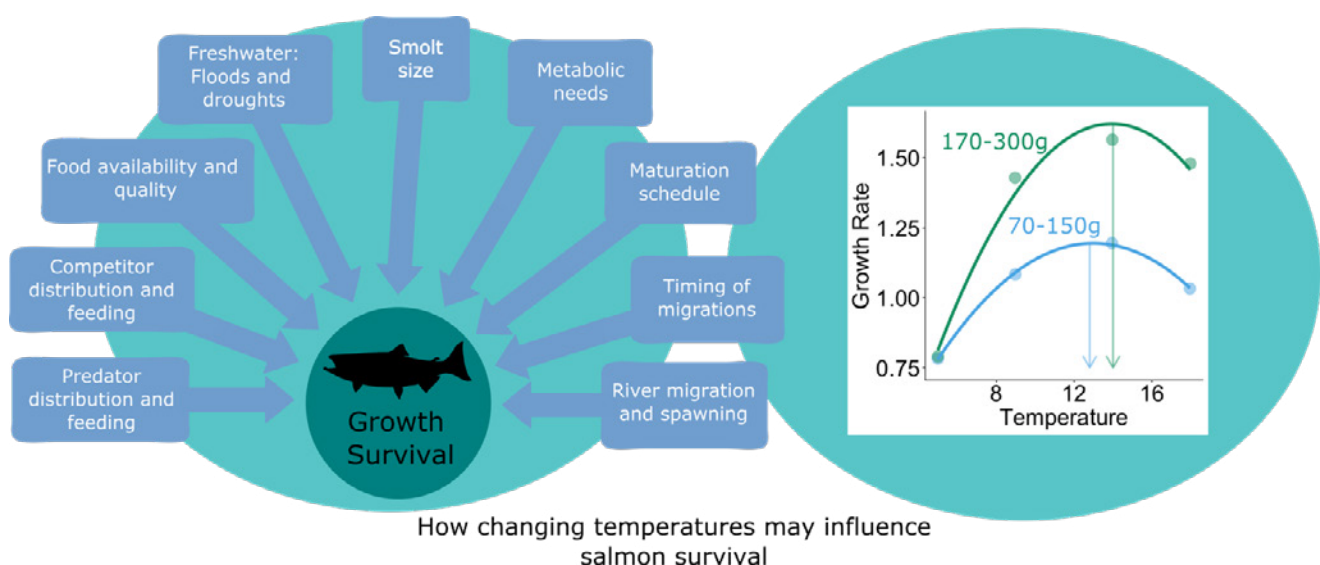 Freshwater:
Floods and
droughts
Smolt
size
Metabolic
needs
Food availability and
quality
Maturation
schedule
Competitor
distribution and
feeding
Timing of
migrations
Predator
distribution and
feeding
River migration
and spawning
Growth
Survival
170-300g
70-150g
Growth Rate
1.50
1.25
1.00
0.75
8
12
16
Temperature
How changing temperatures may influence
salmon survival